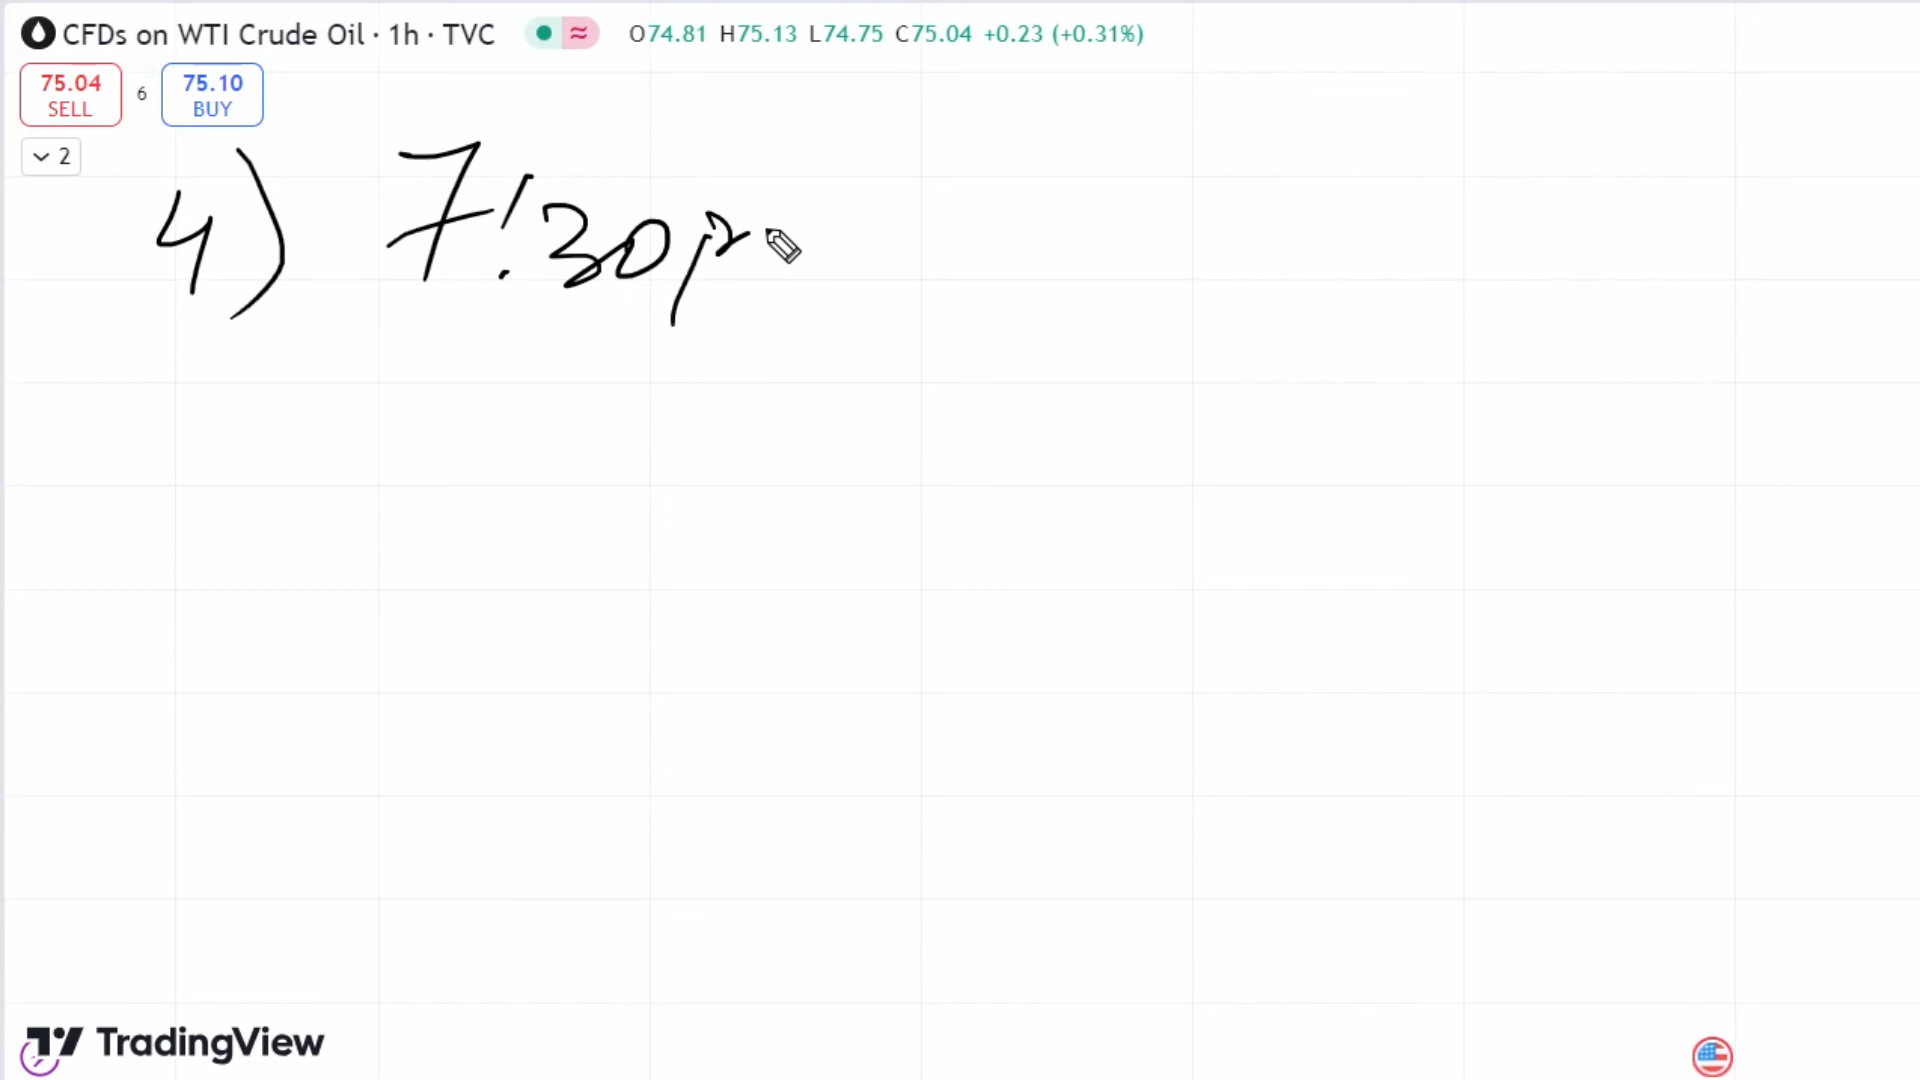 CFDs on WTI Crude Oil · 1h · TVC ≈ O74.81 H75.13 L74.75 C75.04 +0.23 (+0.31%)
75.04 SELL 6 75.10 BUY
2
4) 7:30p
TradingView